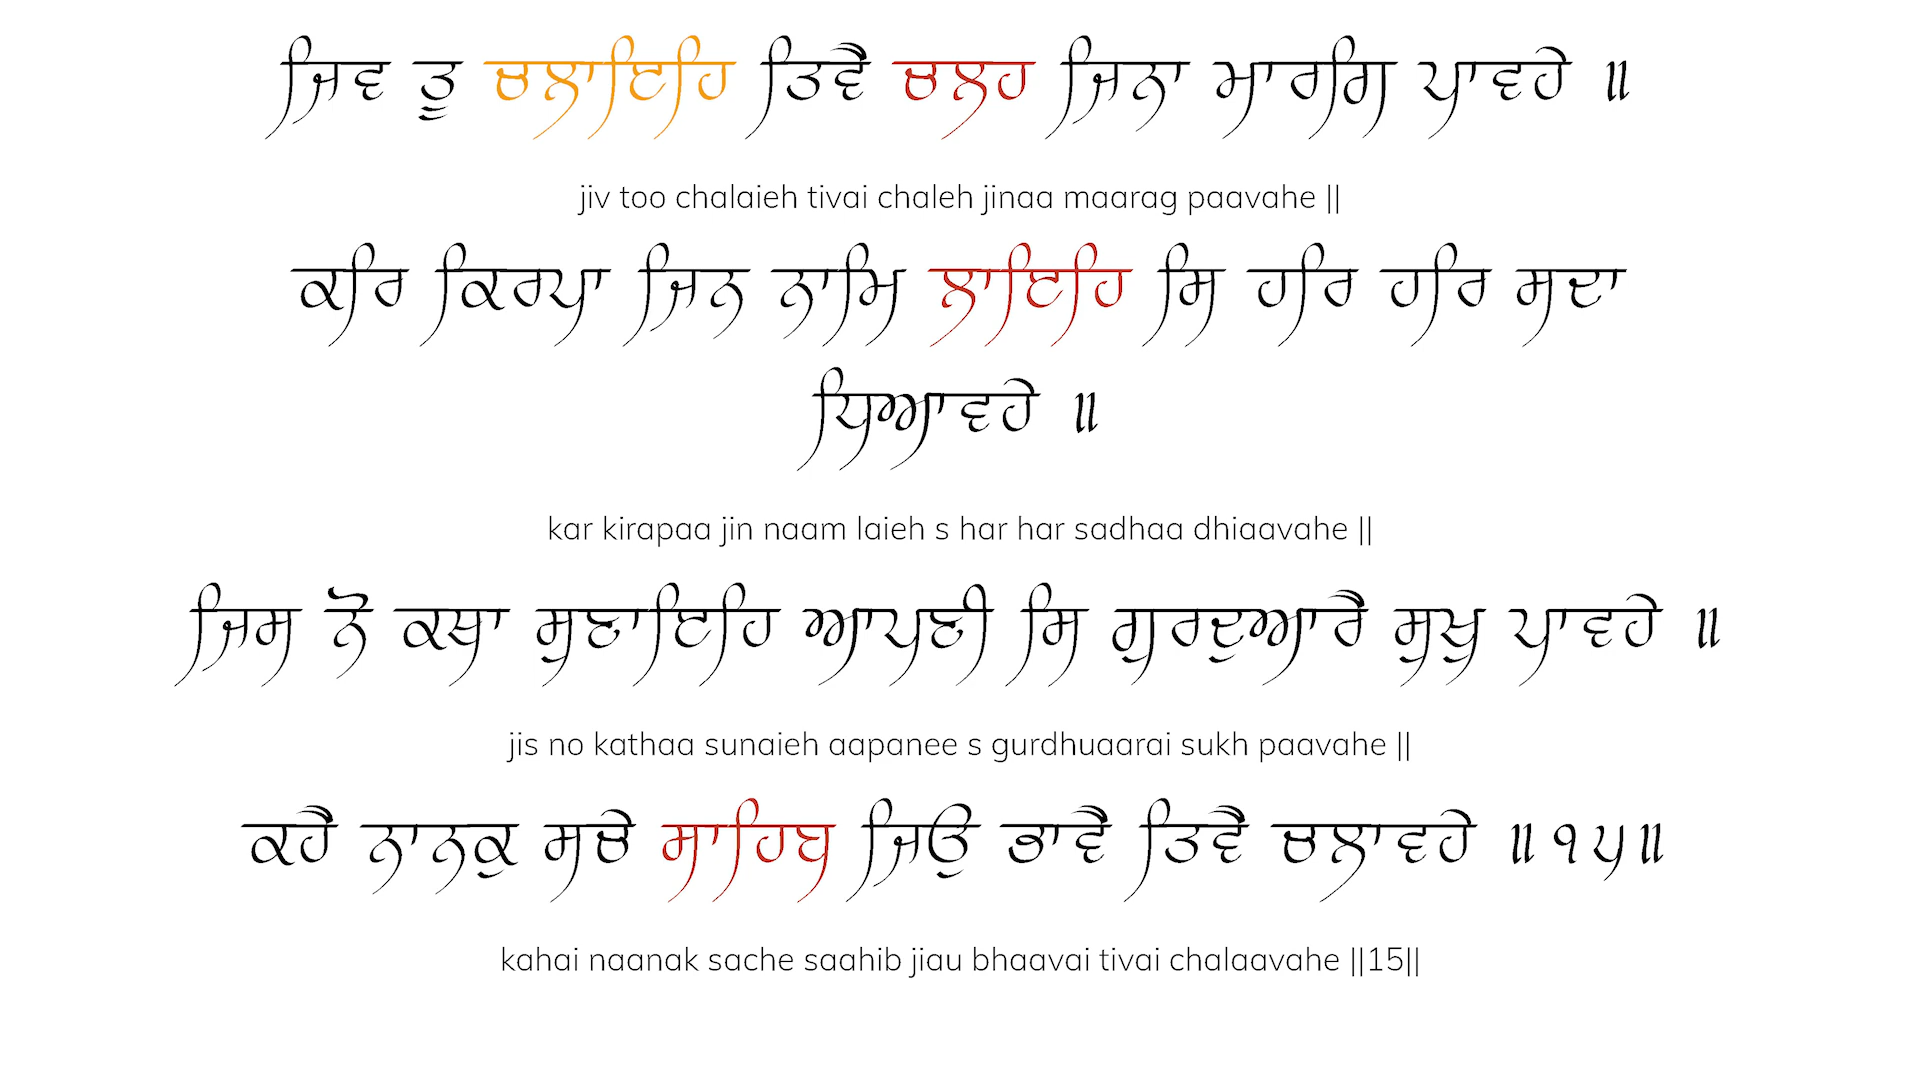 ਜਿਵ ਤੂ ਚਲਾਇਹਿ ਤਿਵੈ ਚਲਹ ਜਿਨਾ ਮਾਰਗਿ ਪਾਵਹੇ ॥
jiv too chalaieh tivai chaleh jinaa maarag paavahe ||
ਕਰਿ ਕਿਰਪਾ ਜਿਨ ਨਾਮਿ ਲਾਇਹਿ ਸਿ ਹਰਿ ਹਰਿ ਸਦਾ
ਧਿਆਵਹੇ ॥
kar kirapaa jin naam laieh s har har sadhaa dhiaavahe ||
ਜਿਸ ਨੋ ਕਥਾ ਸੁਣਾਇਹਿ ਆਪਣੀ ਸਿ ਗੁਰਦੁਆਰੈ ਸੁਖੁ ਪਾਵਹੇ ॥
jis no kathaa sunaieh aapanee s gurdhuaarai sukh paavahe ||
ਕਹੈ ਨਾਨਕੁ ਸਚੇ ਸਾਹਿਬ ਜਿਉ ਭਾਵੈ ਤਿਵੈ ਚਲਾਵਹੇ ॥੧੫॥
kahai naanak sache saahib jiau bhaavai tivai chalaavahe ||15||